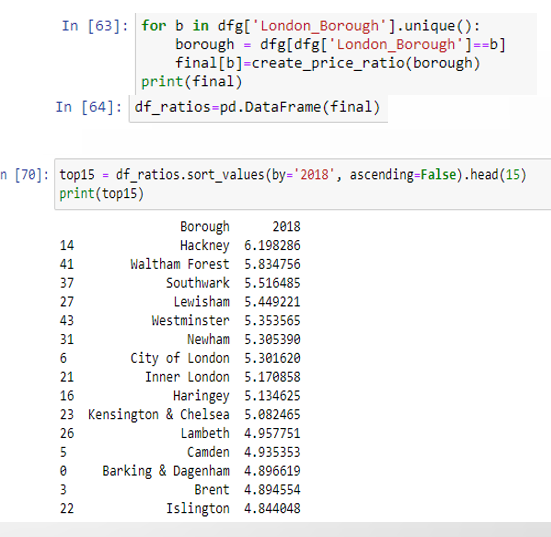 In [63]: for b in dfg['London_Borough'].unique():
    borough = dfg[dfg['London_Borough']==b]
    final[b]=create_price_ratio(borough)
print(final)
In [64]: df_ratios=pd.DataFrame(final)
n [70]: top15 = df_ratios.sort_values(by='2018', ascending=False).head(15)
print(top15)
Borough 2018
14 Hackney 6.198286
41 Waltham Forest 5.834756
37 Southwark 5.516485
27 Lewisham 5.449221
43 Westminster 5.353565
31 Newham 5.305390
6 City of London 5.301620
21 Inner London 5.170858
16 Haringey 5.134625
23 Kensington & Chelsea 5.082465
26 Lambeth 4.957751
5 Camden 4.935353
0 Barking & Dagenham 4.896619
3 Brent 4.894554
22 Islington 4.844048